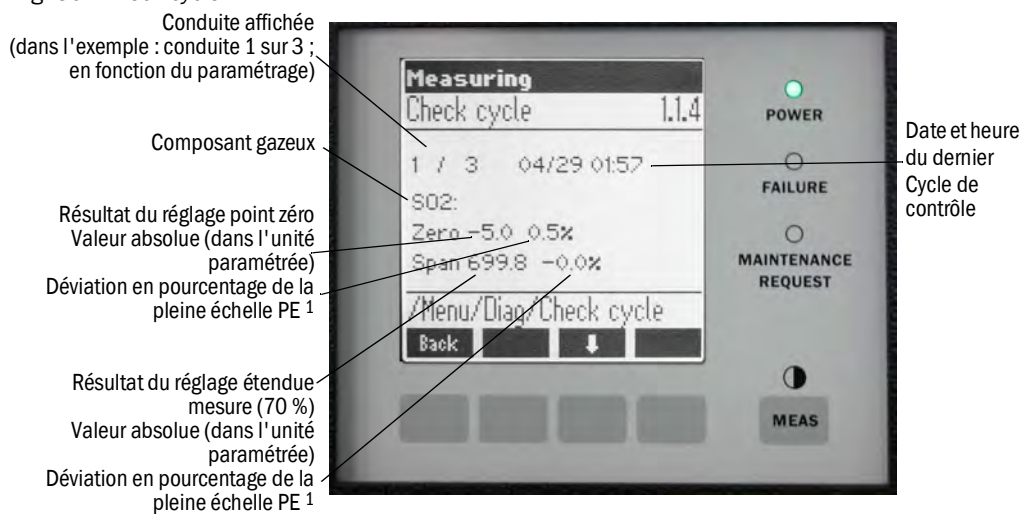 Conduite affichée
(dans l'exemple : conduite 1 sur 3 ;
en fonction du paramétrage)
Composant gazeux
Résultat du réglage point zéro
Valeur absolue (dans l'unité
paramétrée)
Déviation en pourcentage de la
pleine échelle PE 1
Résultat du réglage étendue
mesure (70 %)
Valeur absolue (dans l'unité
paramétrée)
Déviation en pourcentage de la
pleine échelle PE 1
Measuring
Check cycle 1.1.4
1 / 3 04/29 01:57
SO2:
Zero -5.0 0.5%
Span 699.8 -0.0%
/Menu/Diag/Check cycle
Back
POWER
FAILURE
MAINTENANCE
REQUEST
MEAS
Date et heure
du dernier
Cycle de
contrôle